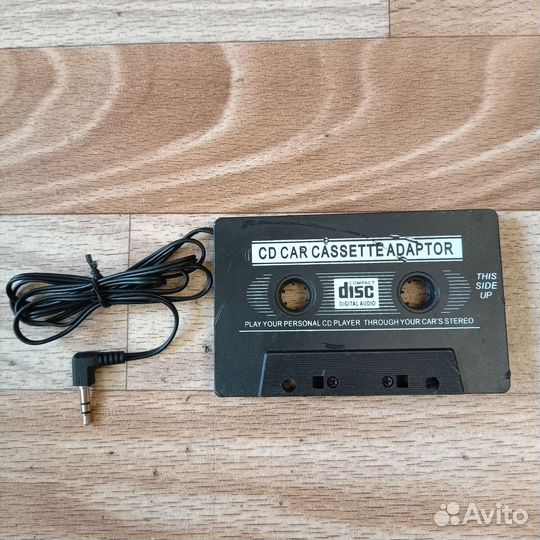 CD CAR CASSETTE ADAPTOR
COMPACT
disc
DIGITAL AUDIO
THIS
SIDE
UP
PLAY YOUR PERSONAL CD PLAYER THROUGH YOUR CAR'S STEREO
Avito